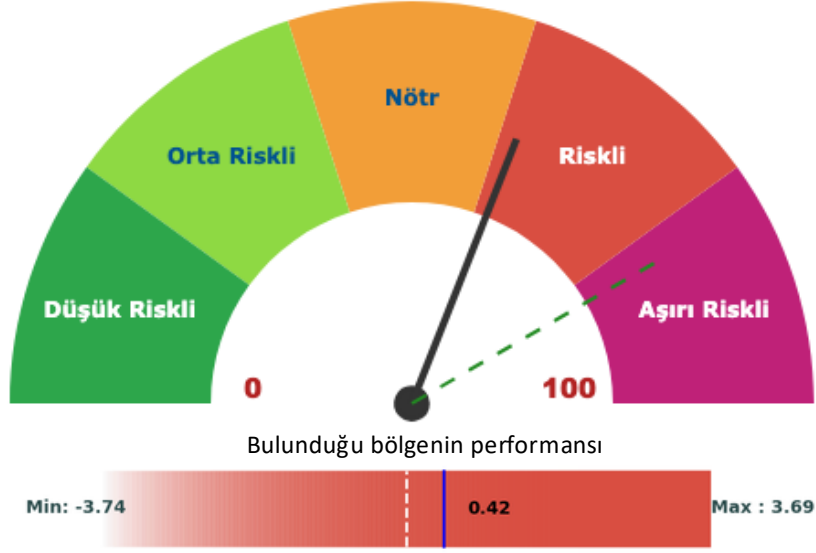 Nötr
Orta Riskli
Riskli
Düşük Riskli
Aşırı Riskli
0
100
Bulunduğu bölgenin performansı
Min: -3.74
0.42
Max : 3.69